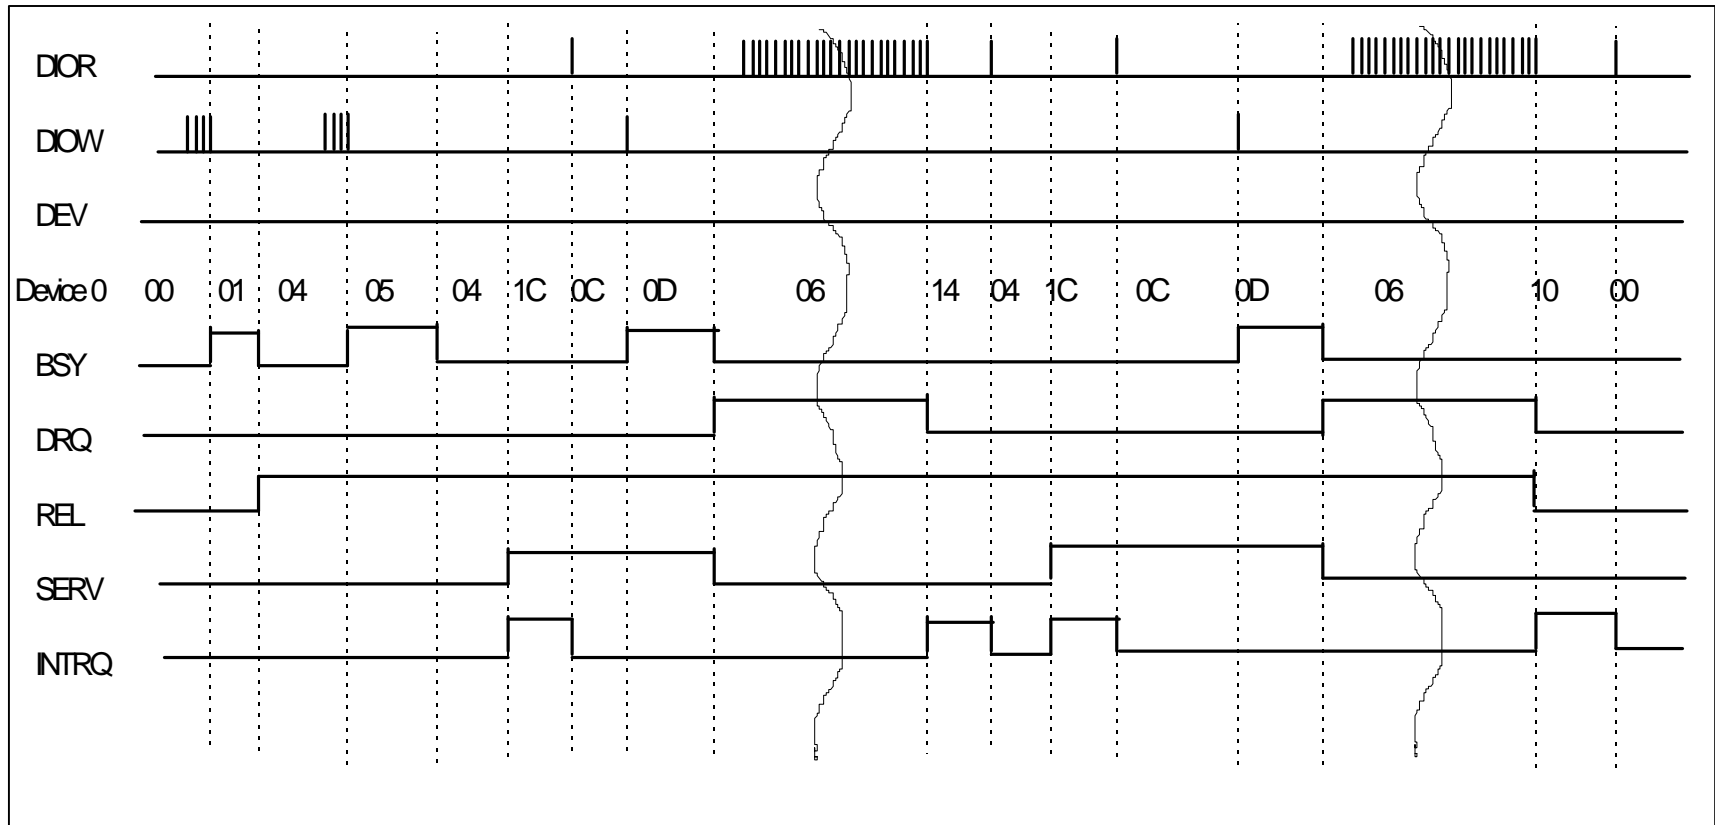 DIOR
DIOW
DEV
Device 0 00 01 04 05 04 1C 0C 0D 06 14 04 1C 0C 0D 06 10 00
BSY
DRQ
REL
SERV
INTRQ